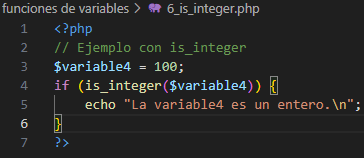 funciones de variables > 6_is_integer.php
1 <?php
2 // Ejemplo con is_integer
3 $variable4 = 100;
4 if (is_integer($variable4)) {
5 echo "La variable4 es un entero.\n";
6 }
7 ?>